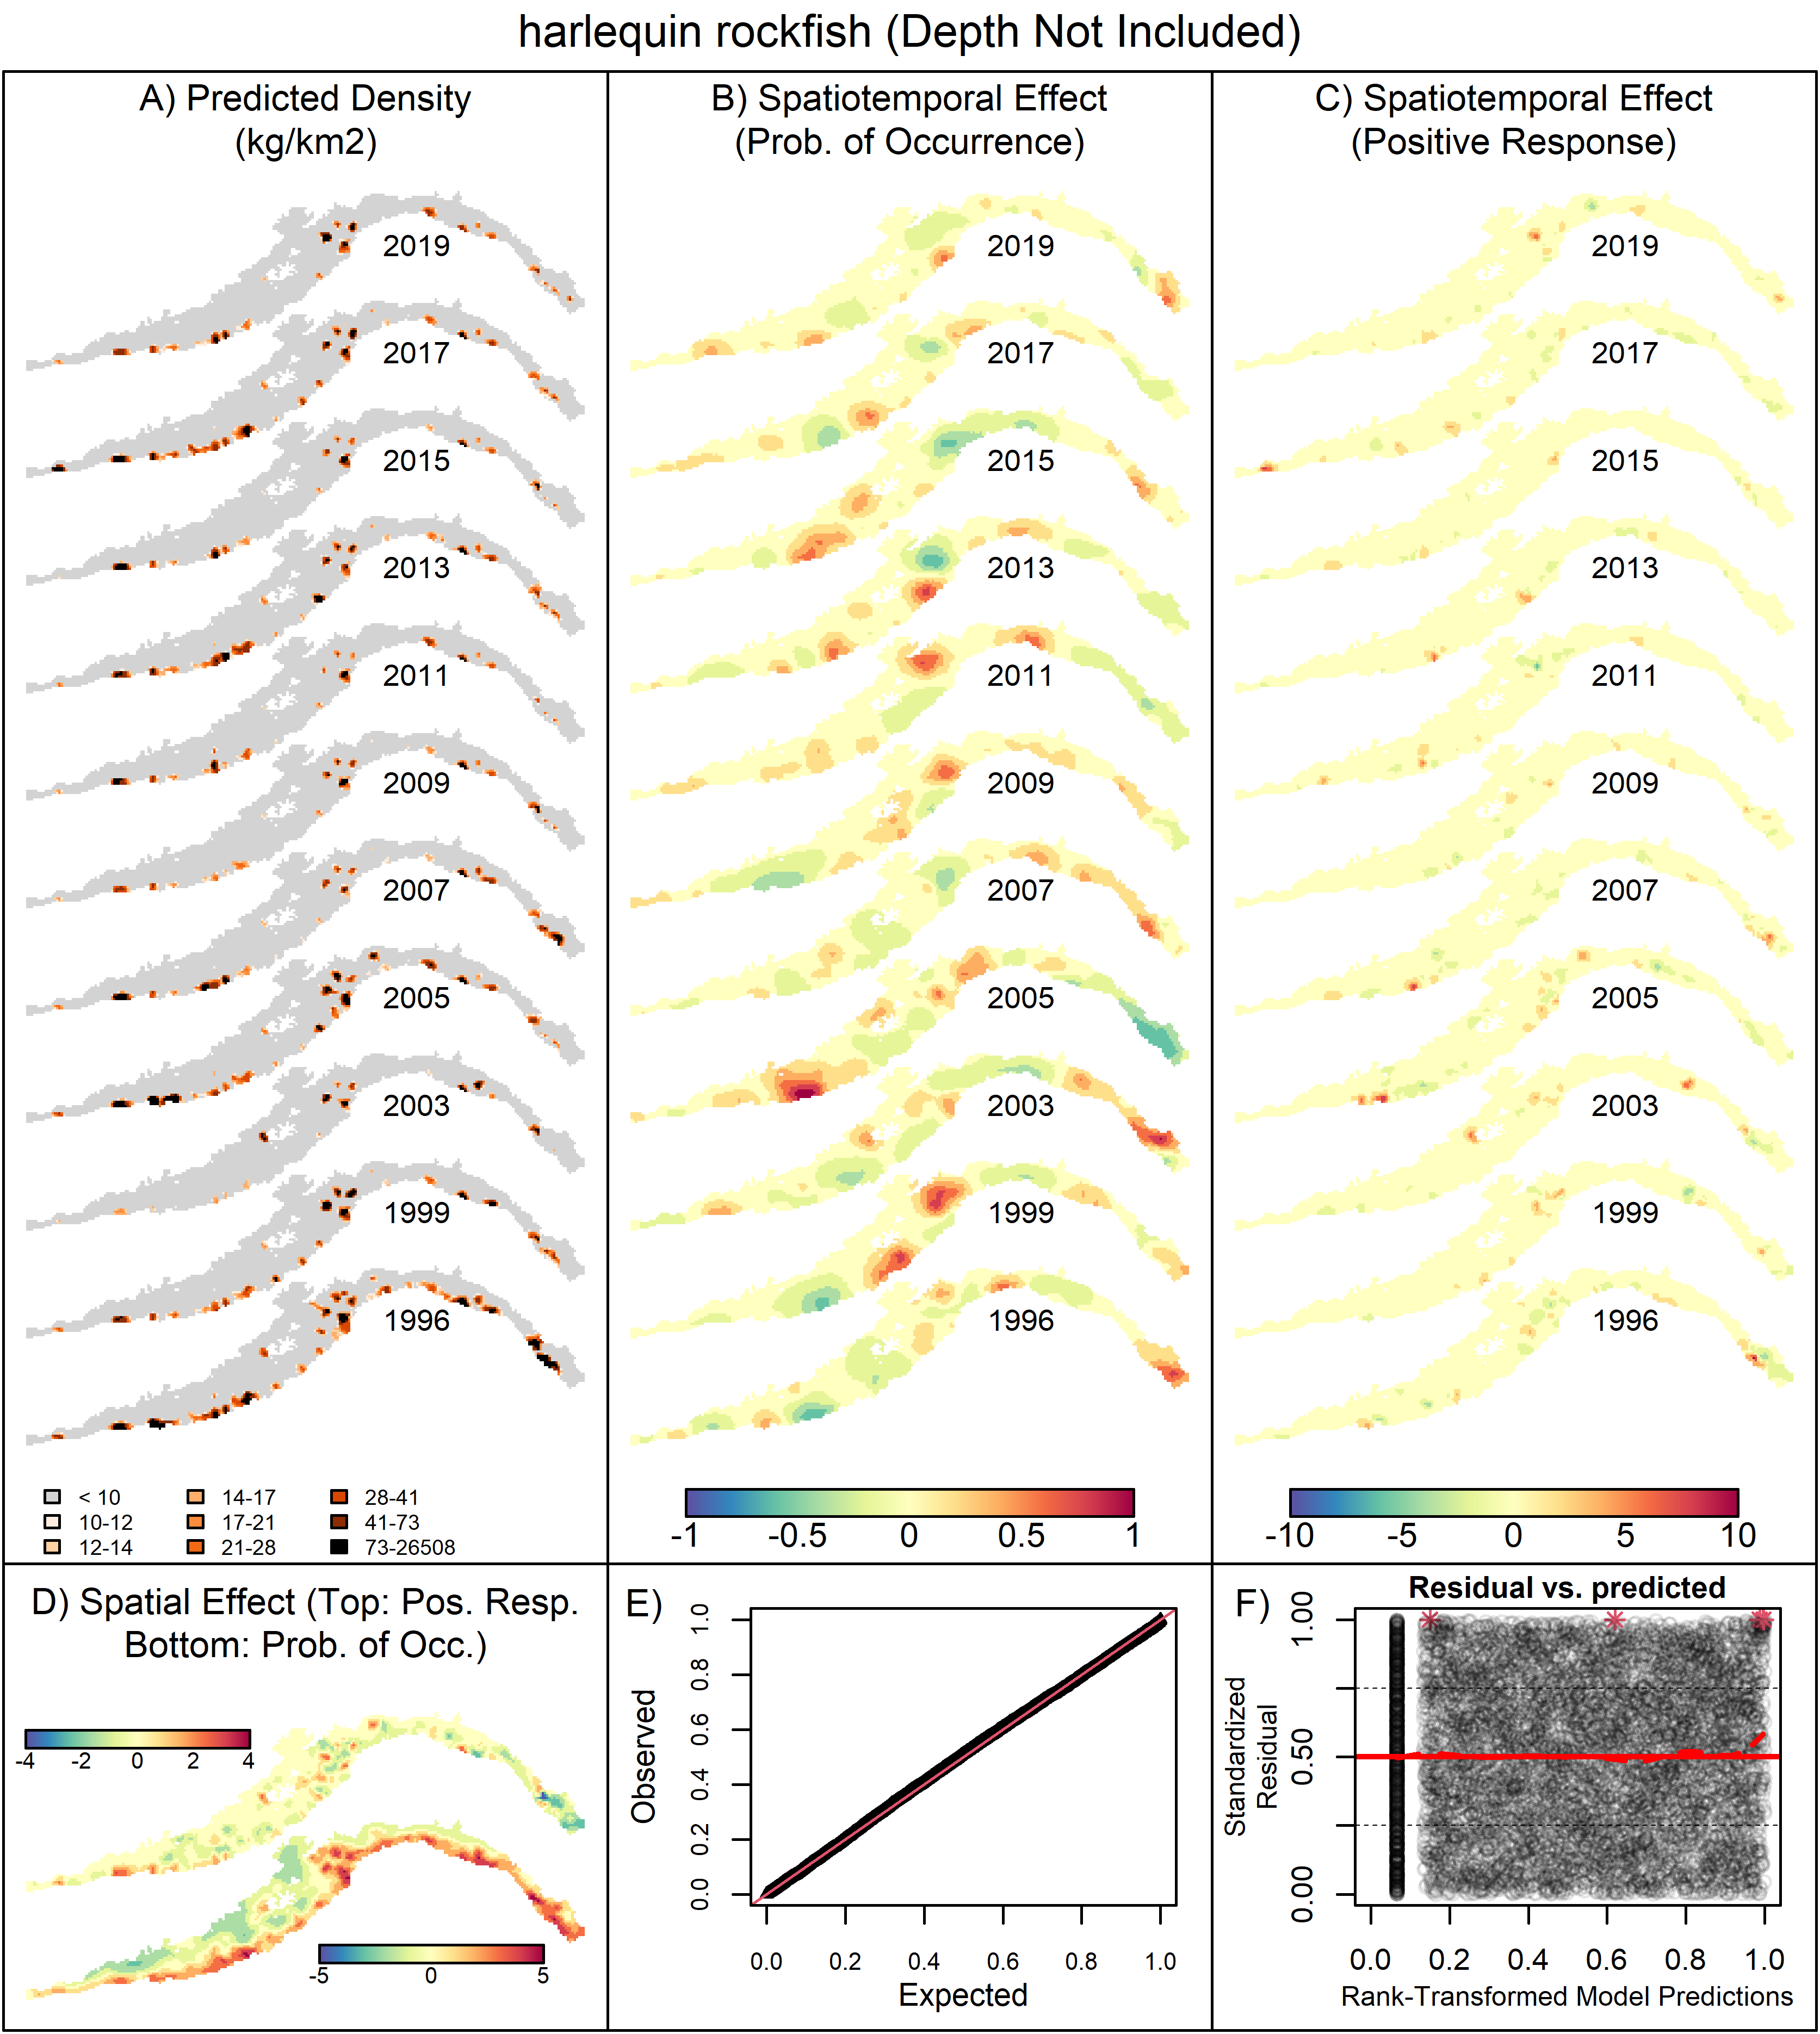 harlequin rockfish (Depth Not Included)
A) Predicted Density
(kg/km2)
2019
2017
2015
2013
2011
2009
2007
2005
2003
1999
1996
< 10
10-12
12-14
14-17
17-21
21-28
28-41
41-73
73-26508
B) Spatiotemporal Effect
(Prob. of Occurrence)
2019
2017
2015
2013
2011
2009
2007
2005
2003
1999
1996
-1 -0.5 0 0.5 1
C) Spatiotemporal Effect
(Positive Response)
2019
2017
2015
2013
2011
2009
2007
2005
2003
1999
1996
-10 -5 0 5 10
D) Spatial Effect (Top: Pos. Resp.
Bottom: Prob. of Occ.)
-4 -2 0 2 4
-5 0 5
E)
Observed
0.0 0.2 0.4 0.6 0.8 1.0
0.0 0.2 0.4 0.6 0.8 1.0
Expected
F)
Residual vs. predicted
Standardized
Residual
0.00 0.50 1.00
0.0 0.2 0.4 0.6 0.8 1.0
Rank-Transformed Model Predictions